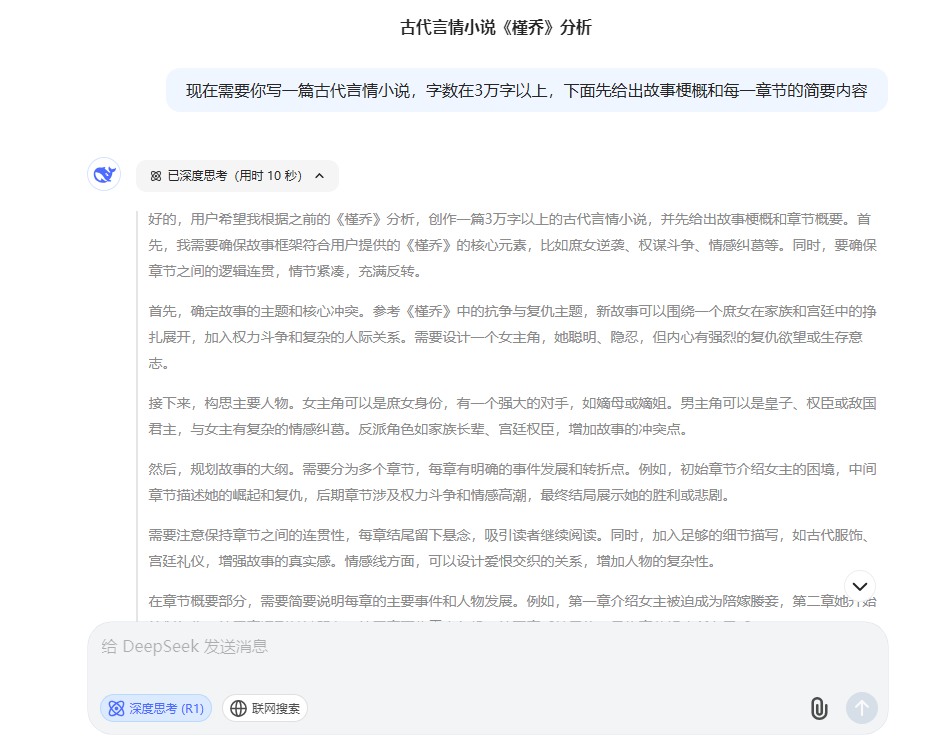 古代言情小说《槿乔》分析
现在需要你写一篇古代言情小说，字数在3万字以上，下面先给出故事梗概和每一章节的简要内容
已深度思考（用时 10 秒）
好的，用户希望我根据之前的《槿乔》分析，创作一篇3万字以上的古代言情小说，并先给出故事梗概和章节概要。首
先，我需要确保故事框架符合用户提供的《槿乔》的核心元素，比如庶女逆袭、权谋斗争、情感纠葛等。同时，要确保
章节之间的逻辑连贯，情节紧凑，充满反转。
首先，确定故事的主题和核心冲突。参考《槿乔》中的抗争与复仇主题，新故事可以围绕一个庶女在家族和宫廷中的挣
扎展开，加入权力斗争和复杂的人际关系。需要设计一个女主角，她聪明、隐忍，但内心有强烈的复仇欲望或生存意
志。
接下来，构思主要人物。女主角可以是庶女身份，有一个强大的对手，如嫡母或嫡姐。男主角可以是皇子、权臣或敌国
君主，与女主有复杂的情感纠葛。反派角色如家族长辈、宫廷权臣，增加故事的冲突点。
然后，规划故事的大纲。需要分为多个章节，每章有明确的事件发展和转折点。例如，初始章节介绍女主的困境，中间
章节描述她的崛起和复仇，后期章节涉及权力斗争和情感高潮，最终结局展示她的胜利或悲剧。
需要注意保持章节之间的连贯性，每章结尾留下悬念，吸引读者继续阅读。同时，加入足够的细节描写，如古代服饰、
宫廷礼仪，增强故事的真实感。情感线方面，可以设计爱恨交织的关系，增加人物的复杂性。
在章节概要部分，需要简要说明每章的主要事件和人物发展。例如，第一章介绍女主被迫成为陪嫁媵妾，第二章她开始
给 DeepSeek 发送消息
深度思考 (R1)
联网搜索